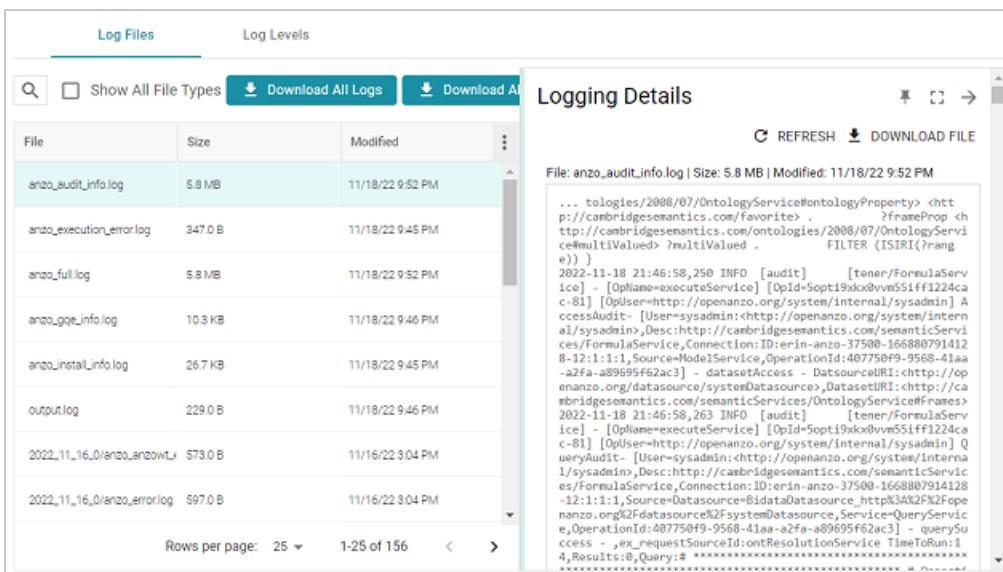 Log Files Log Levels
Show All File Types Download All Logs Download Al
File Size Modified
anzo_audit_info.log 5.8 MB 11/18/22 9:52 PM
anzo_execution_error.log 347.0 B 11/18/22 9:45 PM
anzo_full.log 5.8 MB 11/18/22 9:52 PM
anzo_gqe_info.log 10.3 KB 11/18/22 9:46 PM
anzo_install_info.log 26.7 KB 11/18/22 9:45 PM
output.log 229.0 B 11/18/22 9:46 PM
2022_11_16_0/anzo_anzowt_ 573.0 B 11/16/22 3:04 PM
2022_11_16_0/anzo_error.log 597.0 B 11/16/22 3:04 PM
Rows per page: 25 1-25 of 156
Logging Details
REFRESH DOWNLOAD FILE
File: anzo_audit_info.log | Size: 5.8 MB | Modified: 11/18/22 9:52 PM
... tologies/2008/07/OntologyService#ontologyProperty> <htt
p://cambridgesemantics.com/favorite> . ?frameProp <h
ttp://cambridgesemantics.com/ontologies/2008/07/OntologyServi
ce#multiValued> ?multiValued . FILTER (ISIRI(?rang
e)) }
2022-11-18 21:46:58,250 INFO [audit] [tener/FormulaServ
ice] - [OpName=executeService] [OpId=5opti9xkx0vvm55iff1224ca
c-81] [OpUser=http://openanzo.org/system/internal/sysadmin] A
ccessAudit- [User=sysadmin:<http://openanzo.org/system/intern
al/sysadmin>,Desc:http://cambridgesemantics.com/semanticServi
ces/FormulaService,Connection:ID:erin-anzo-37500-166880791412
8-12:1:1:1,Source=ModelService,OperationId:407750f9-9568-41aa
-a2fa-a89695f62ac3] - datasetAccess - DatsourceURI:<http://op
enanzo.org/datasource/systemDatasource>,DatasetURI:<http://ca
mbridgesemantics.com/semanticServices/OntologyService#Frames>
2022-11-18 21:46:58,263 INFO [audit] [tener/FormulaServ
ice] - [OpName=executeService] [OpId=5opti9xkx0vvm55iff1224ca
c-81] [OpUser=http://openanzo.org/system/internal/sysadmin] Q
ueryAudit- [User=sysadmin:<http://openanzo.org/system/interna
l/sysadmin>,Desc:http://cambridgesemantics.com/semanticServic
es/FormulaService,Connection:ID:erin-anzo-37500-1668807914128
-12:1:1:1,Source=Datasource=BidataDatasource_http%3A%2F%2Fope
nanzo.org%2Fdatasource%2FsystemDatasource,Service=QueryServic
e,OperationId:407750f9-9568-41aa-a2fa-a89695f62ac3] - querySu
ccess - ,ex_requestSourceId:ontResolutionService TimeToRun:1
4,Results:0,Query:# *****************************************